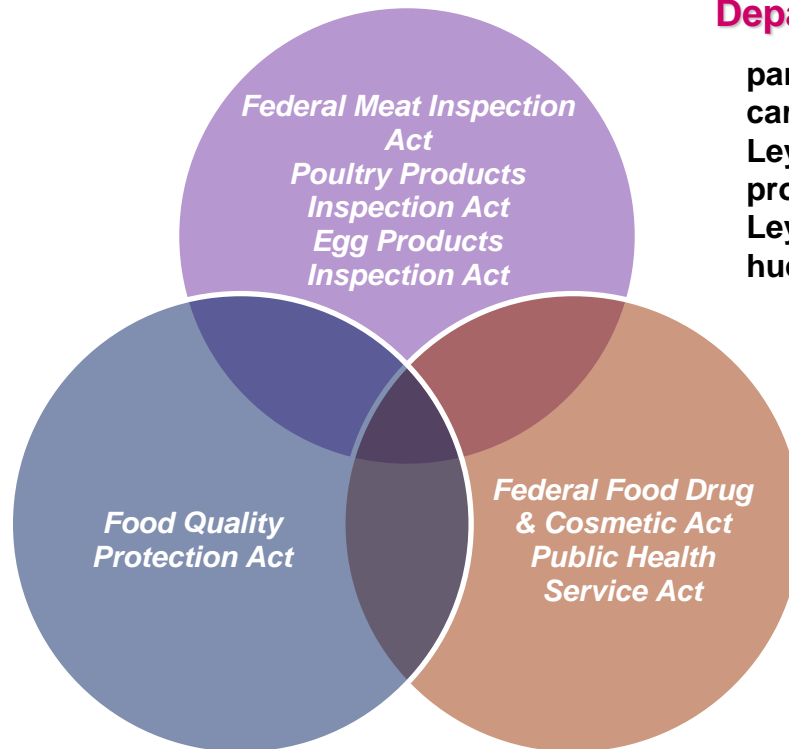 Depa
par
car
Ley
pro
Ley
Federal Meat Inspection
Act
Poultry Products
Inspection Act
Egg Products
Inspection Act
Food Quality
Protection Act
Federal Food Drug
& Cosmetic Act
Public Health
Service Act